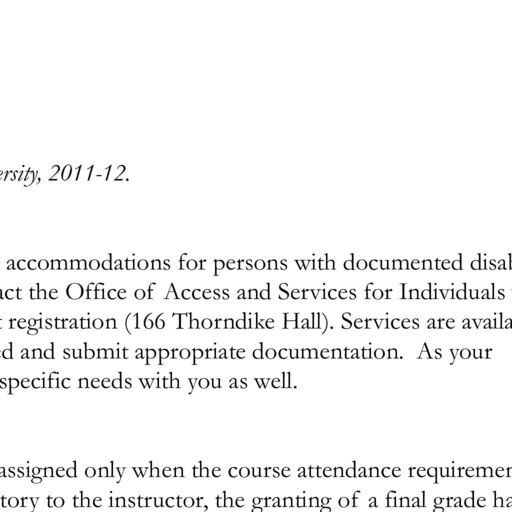 ersity, 2011-12.
accommodations for persons with documented disab
act the Office of Access and Services for Individuals
t registration (166 Thorndike Hall). Services are availa
ed and submit appropriate documentation. As your
specific needs with you as well.
assigned only when the course attendance requiremen
tory to the instructor, the granting of a final grade ha